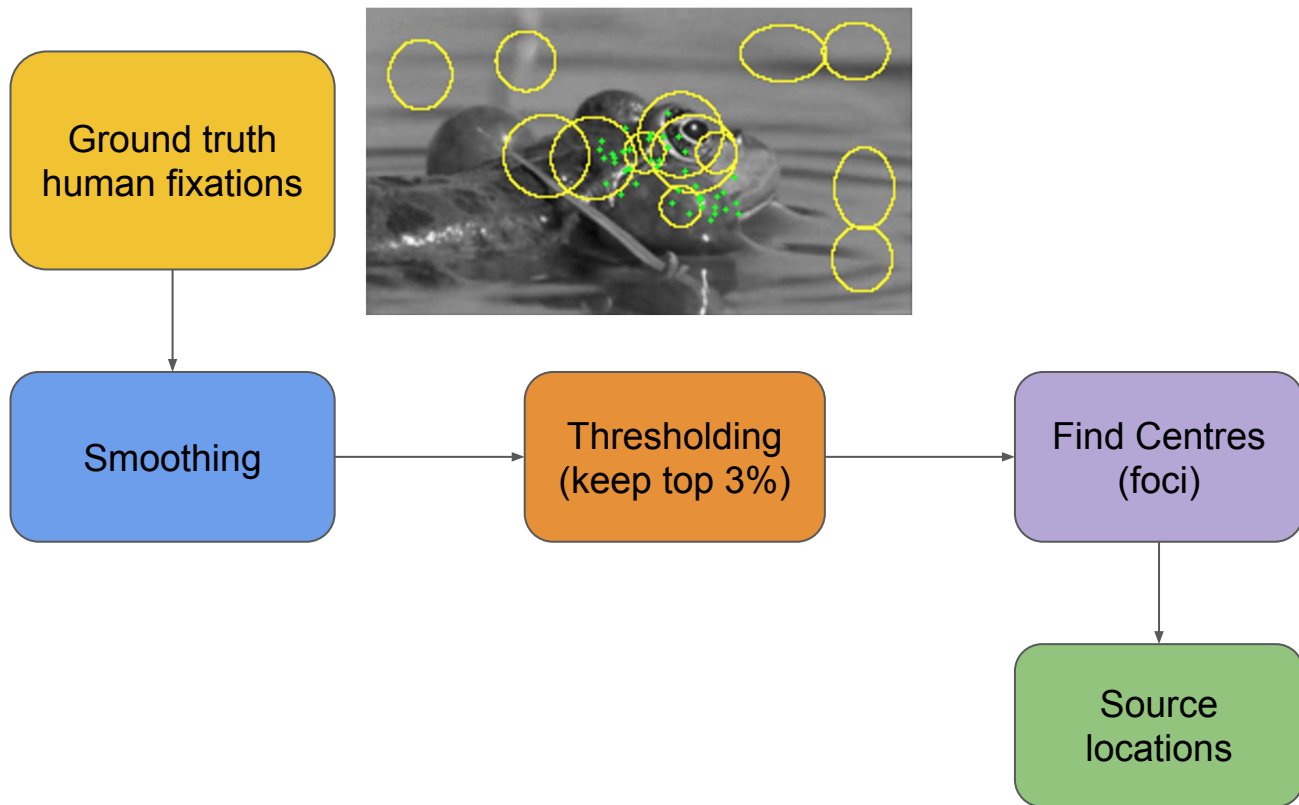 Ground truth
human fixations
Smoothing
Thresholding
(keep top 3%)
Find Centres
(foci)
Source
locations